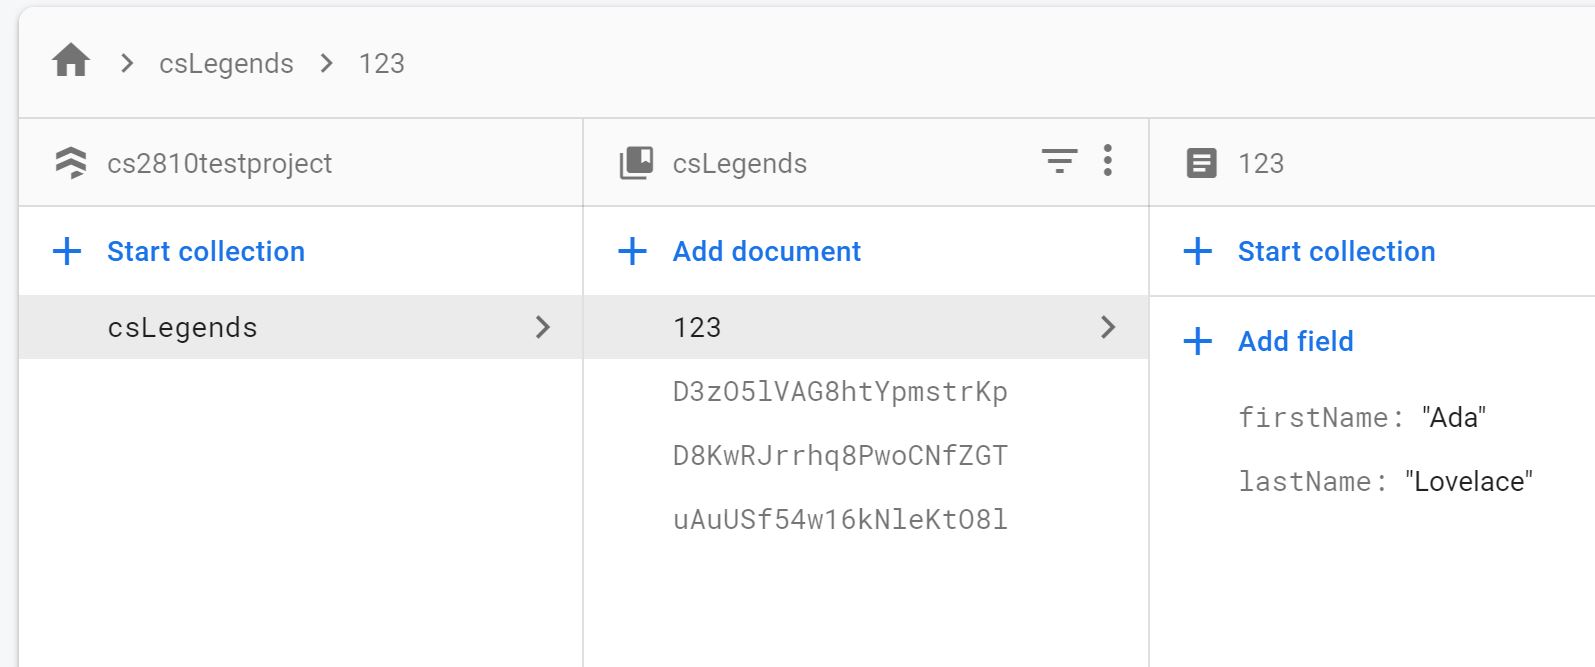 csLegends 123
cs2810testproject
Start collection
csLegends
csLegends
Add document
123
D3zO5lVAG8htYpmstrKp
D8KwRJrrhq8PwoCNfZGT
uAuUSf54w16kNleKtO8l
123
Start collection
Add field
firstName: "Ada"
lastName: "Lovelace"